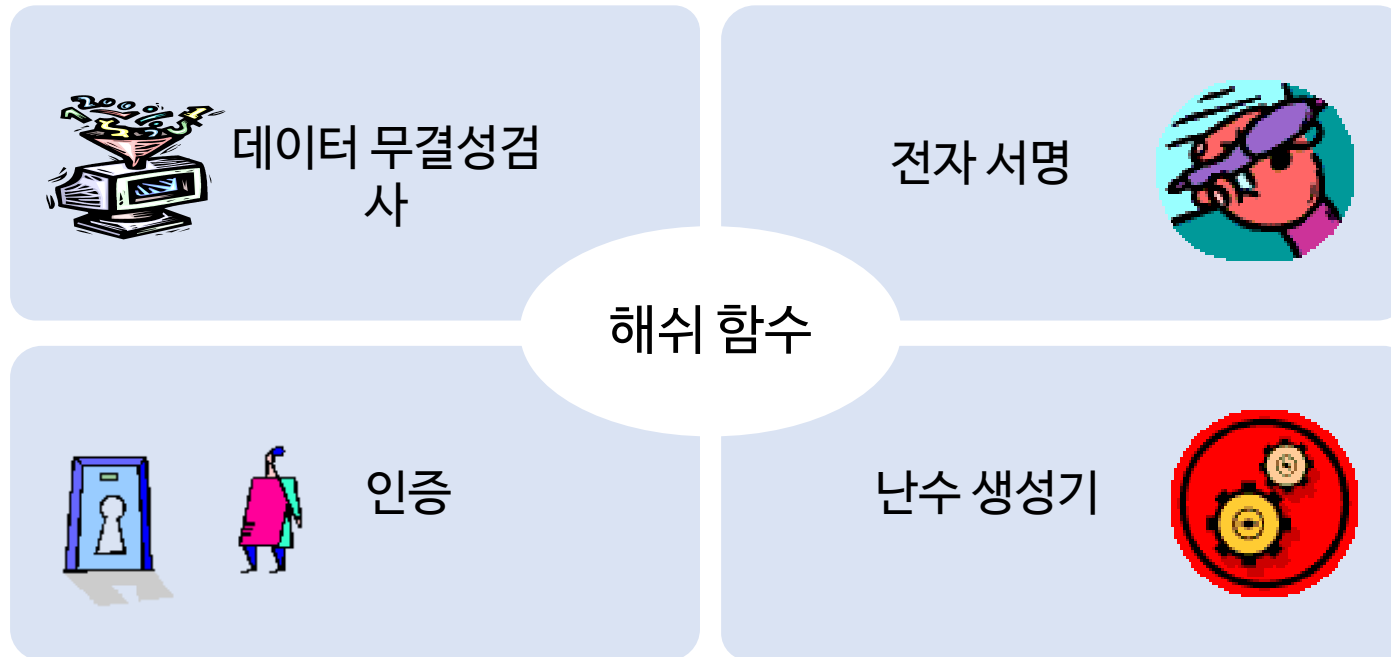 데이터 무결성검
사
전자 서명
해쉬 함수
인증
난수 생성기